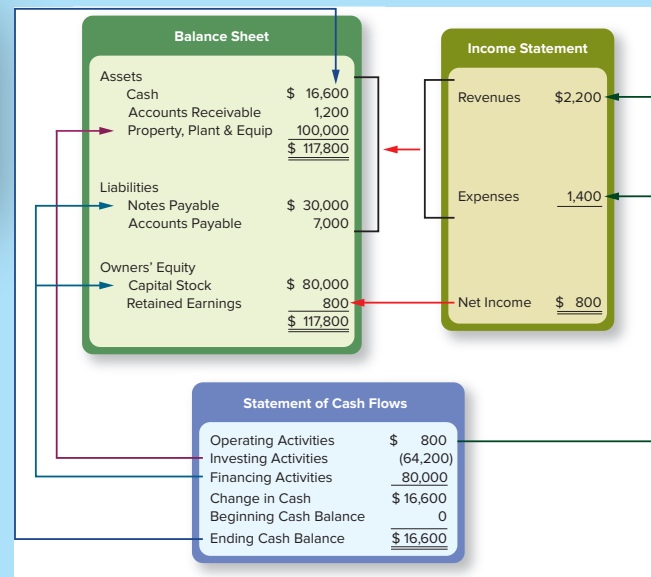 Balance Sheet
Assets
Cash $ 16,600
Accounts Receivable 1,200
Property, Plant & Equip 100,000
$ 117,800
Liabilities
Notes Payable $ 30,000
Accounts Payable 7,000
Owners' Equity
Capital Stock $ 80,000
Retained Earnings 800
$ 117,800
Income Statement
Revenues $2,200
Expenses 1,400
Net Income $ 800
Statement of Cash Flows
Operating Activities $ 800
Investing Activities (64,200)
Financing Activities 80,000
Change in Cash $ 16,600
Beginning Cash Balance 0
Ending Cash Balance $ 16,600